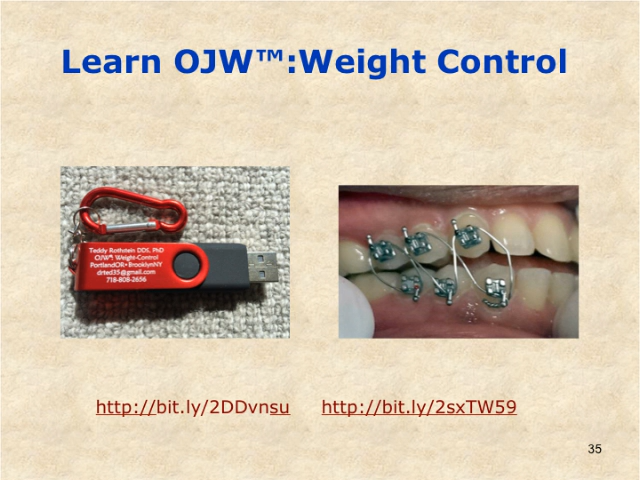 Learn OJW™:Weight Control
Teddy Rothstein DDS, PhD
OJW®: Weight-Control
PortlandOR•BrooklynNY
drted35@gmail.com
718-808-2656
http://bit.ly/2DDvnsu
http://bit.ly/2sxTW59
35